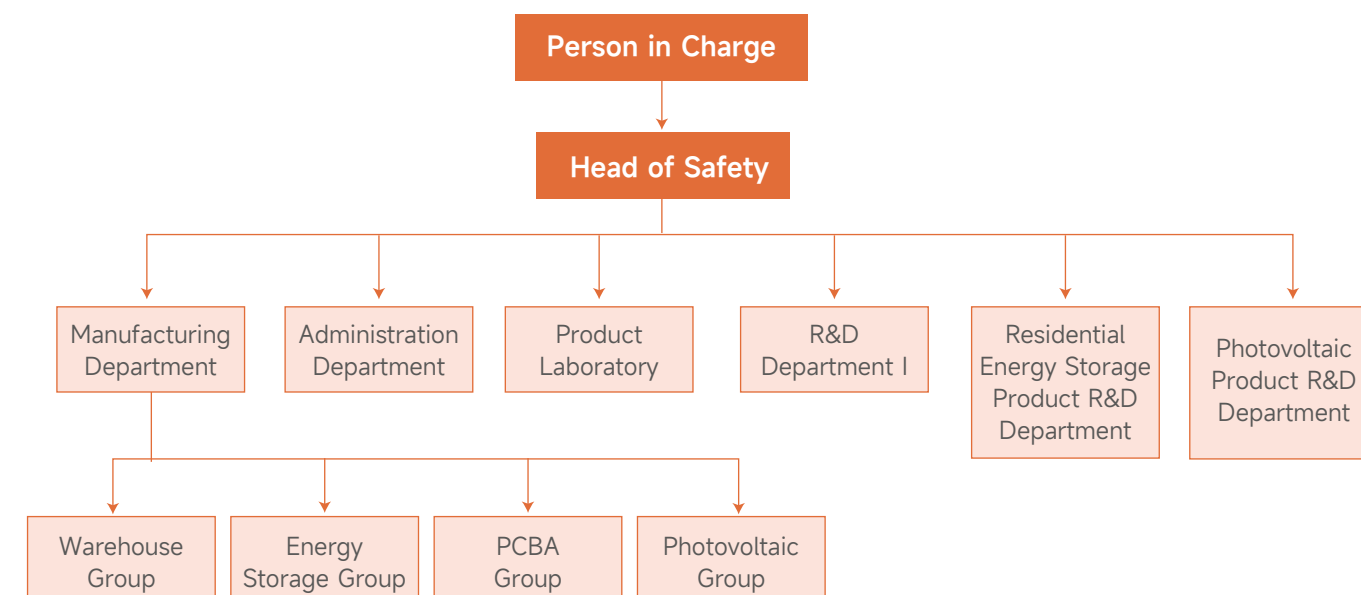 Person in Charge
Head of Safety
Manufacturing
Department
Administration
Department
Product
Laboratory
R&D
Department I
Residential
Energy Storage
Product R&D
Department
Photovoltaic
Product R&D
Department
Warehouse
Group
Energy
Storage Group
PCBA
Group
Photovoltaic
Group